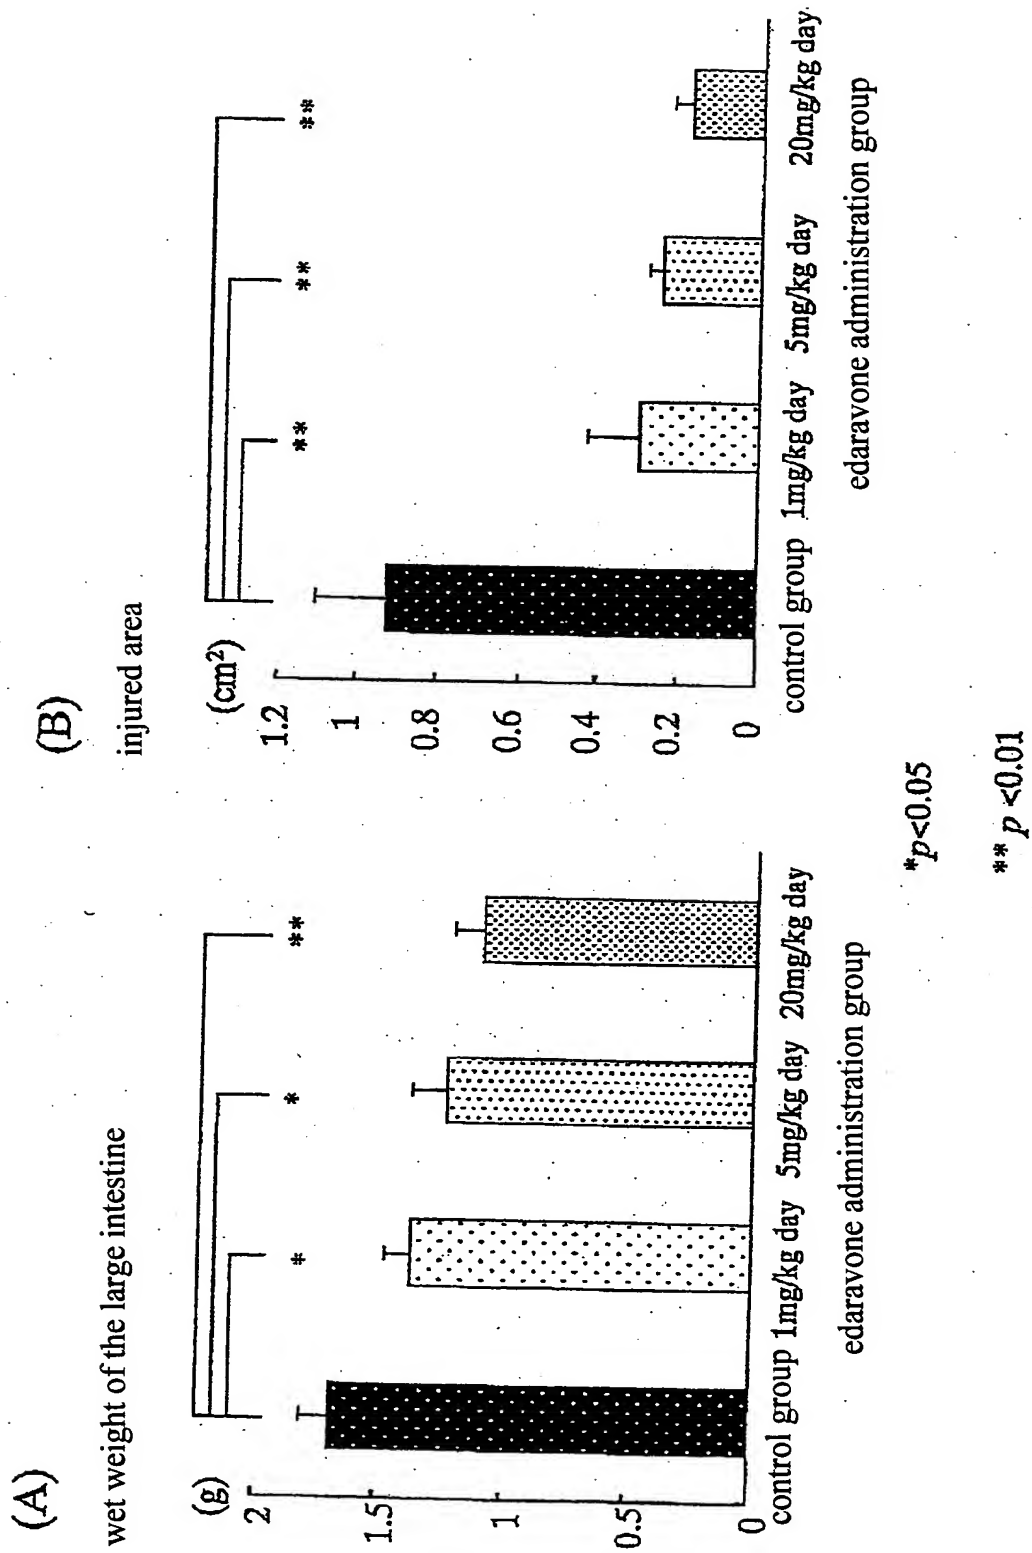 (A)
wet weight of the large intestine
(g)
2
1.5
1
0.5
0
*
*
**
control group 1mg/kg day 5mg/kg day 20mg/kg day
edaravone administration group
(B)
injured area
(cm²)
1.2
1
0.8
0.6
0.4
0.2
0
**
**
**
control group 1mg/kg day 5mg/kg day 20mg/kg day
edaravone administration group
*p<0.05
** p <0.01